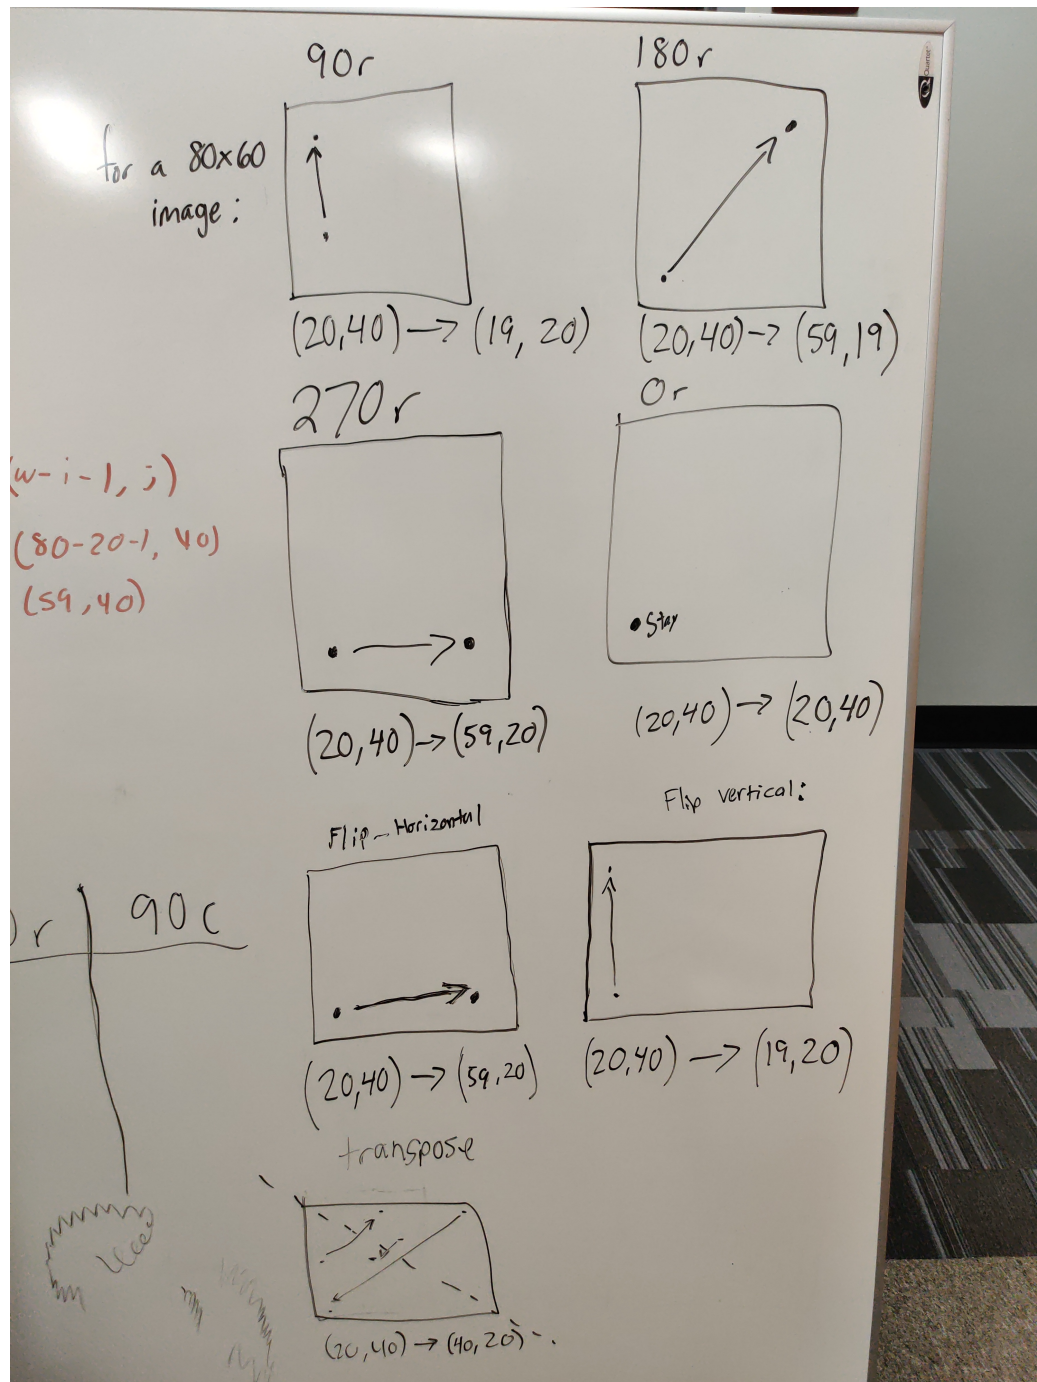 90r
180r
for a 80x60
image:
(20,40) → (19, 20)
(20,40) → (59,19)
270r
0r
(w-i-1, j)
(80-20-1, 40)
(59,40)
Stay
(20,40) → (59,20)
(20,40) → (20,40)
Flip-Horizontal
Flip vertical:
r
90c
(20,40) → (59,20)
(20,40) → (19,20)
transpose
(20,40) → (40,20)
Quartet